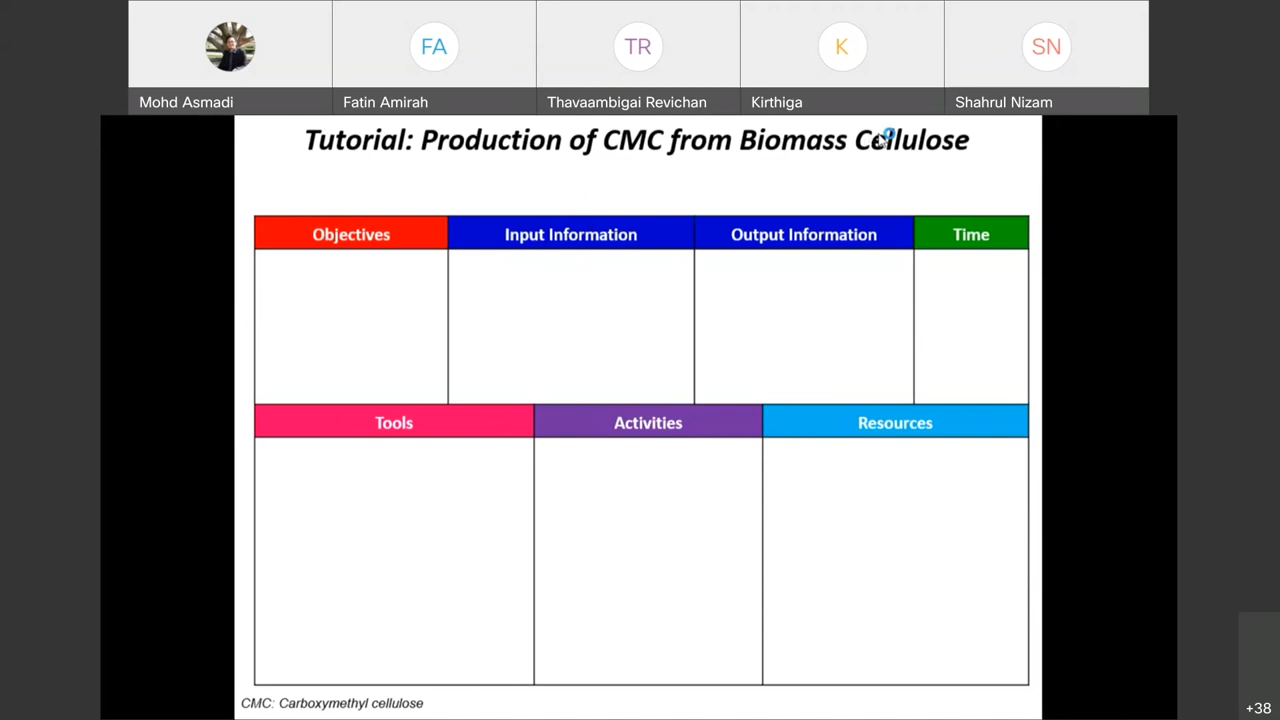 FA
TR
K
SN
Mohd Asmadi
Fatin Amirah
Thavaambigai Revichan
Kirthiga
Shahrul Nizam
Tutorial: Production of CMC from Biomass Cellulose
Objectives
Input Information
Output Information
Time
Tools
Activities
Resources
CMC: Carboxymethyl cellulose
+38